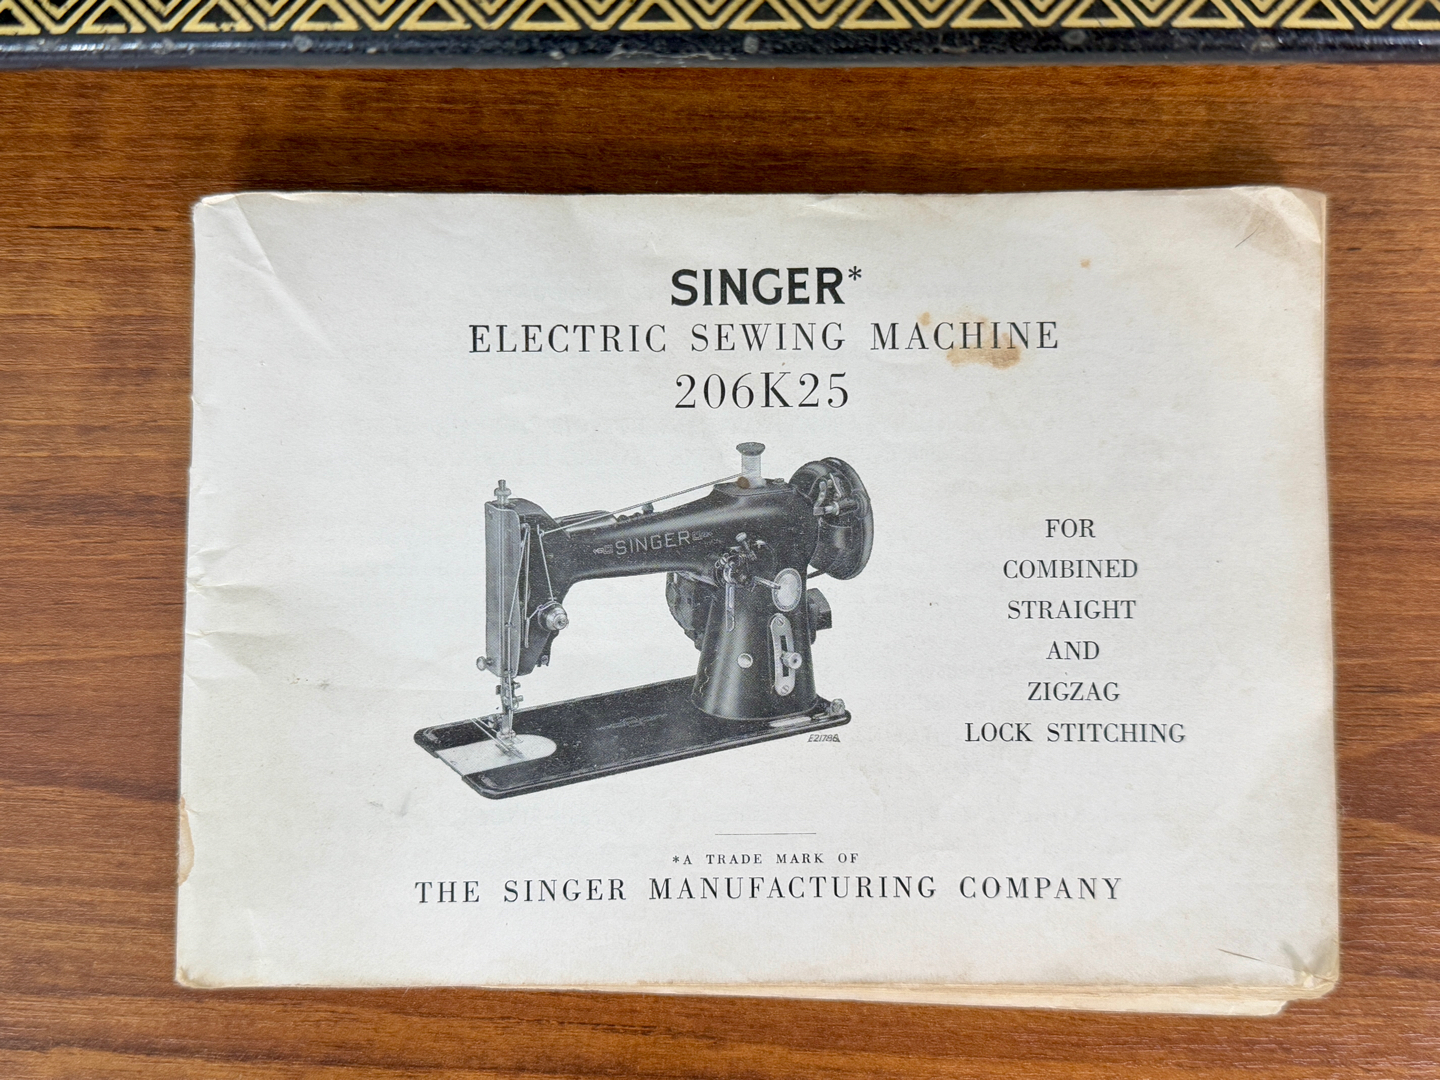 SINGER*
ELECTRIC SEWING MACHINE
206K25
SINGER
FOR
COMBINED
STRAIGHT
AND
ZIGZAG
LOCK STITCHING
*A TRADE MARK OF
THE SINGER MANUFACTURING COMPANY